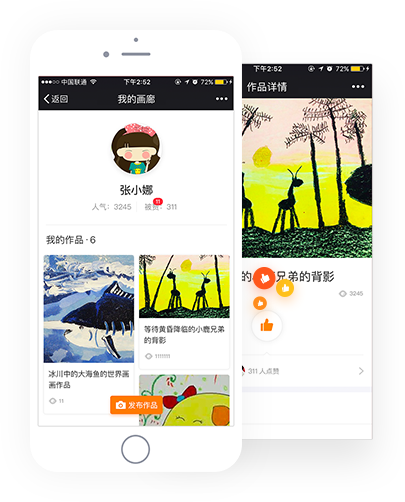 中国联通
下午2:52
72%
返回
我的画廊
张小娜
人气：3245
被赞：311
11
我的作品 · 6
冰川中的大海鱼的世界画
画作品
11
等待黄昏降临的小鹿兄弟
的背影
1111111
发布作品
下午2:52
72%
作品详情
的 兄弟的背影
3245
311 人点赞